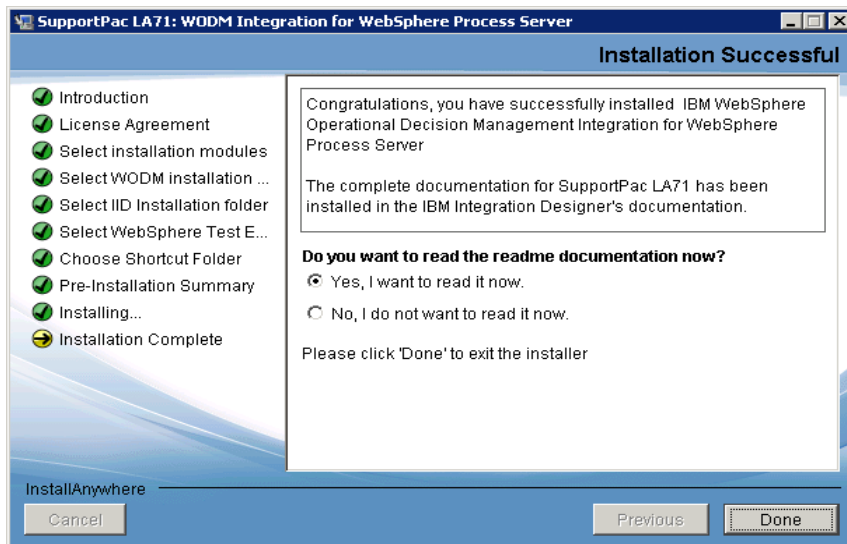 SupportPac LA71: WODM Integration for WebSphere Process Server
Installation Successful
Introduction
License Agreement
Select installation modules
Select WODM installation ...
Select IID Installation folder
Select WebSphere Test E...
Choose Shortcut Folder
Pre-Installation Summary
Installing...
Installation Complete
Congratulations, you have successfully installed IBM WebSphere
Operational Decision Management Integration for WebSphere
Process Server
The complete documentation for SupportPac LA71 has been
installed in the IBM Integration Designer's documentation.
Do you want to read the readme documentation now?
Yes, I want to read it now.
No, I do not want to read it now.
Please click 'Done' to exit the installer
InstallAnywhere
Cancel
Previous
Done